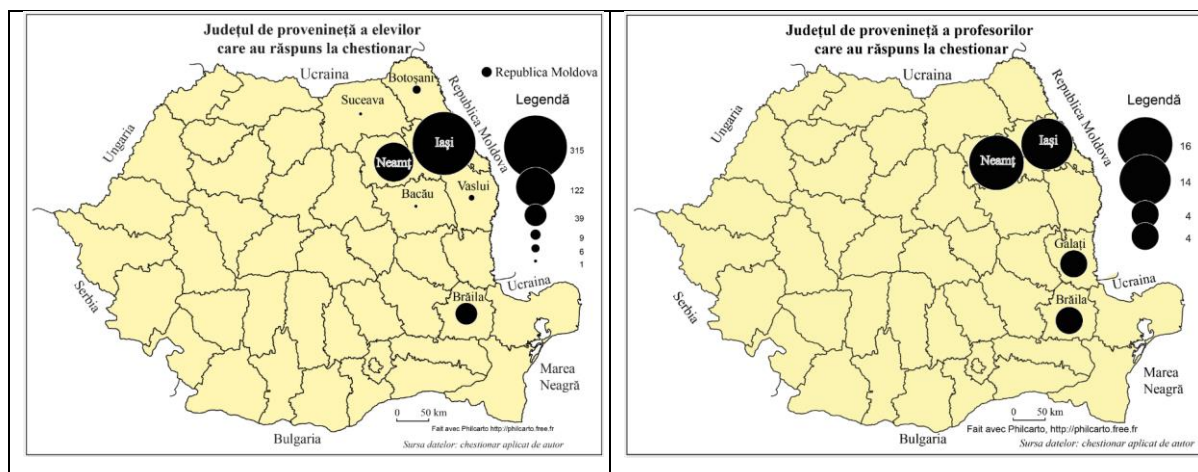 Județul de proveniență a elevilor
care au răspuns la chestionar
Ucraina
Republica Moldova
Botoșani
Suceava
Legendă
Ungaria
Republica Moldova
Iași
Neamț
315
122
Bacău
Vaslui
39
9
6
1
Serbia
Ucraina
Brăila
Marea
Neagră
0 50 km
Fait avec Philcarto http://philcarto.free.fr
Bulgaria
Sursa datelor: chestionar aplicat de autor
Județul de proveniență a profesorilor
care au răspuns la chestionar
Ucraina
Republica Moldova
Legendă
Ungaria
Iași
Neamț
16
14
4
4
Galați
Serbia
Ucraina
Brăila
Marea
Neagră
0 50 km
Fait avec Philcarto, http://philcarto.free.fr
Bulgaria
Sursa datelor: chestionar aplicat de autor